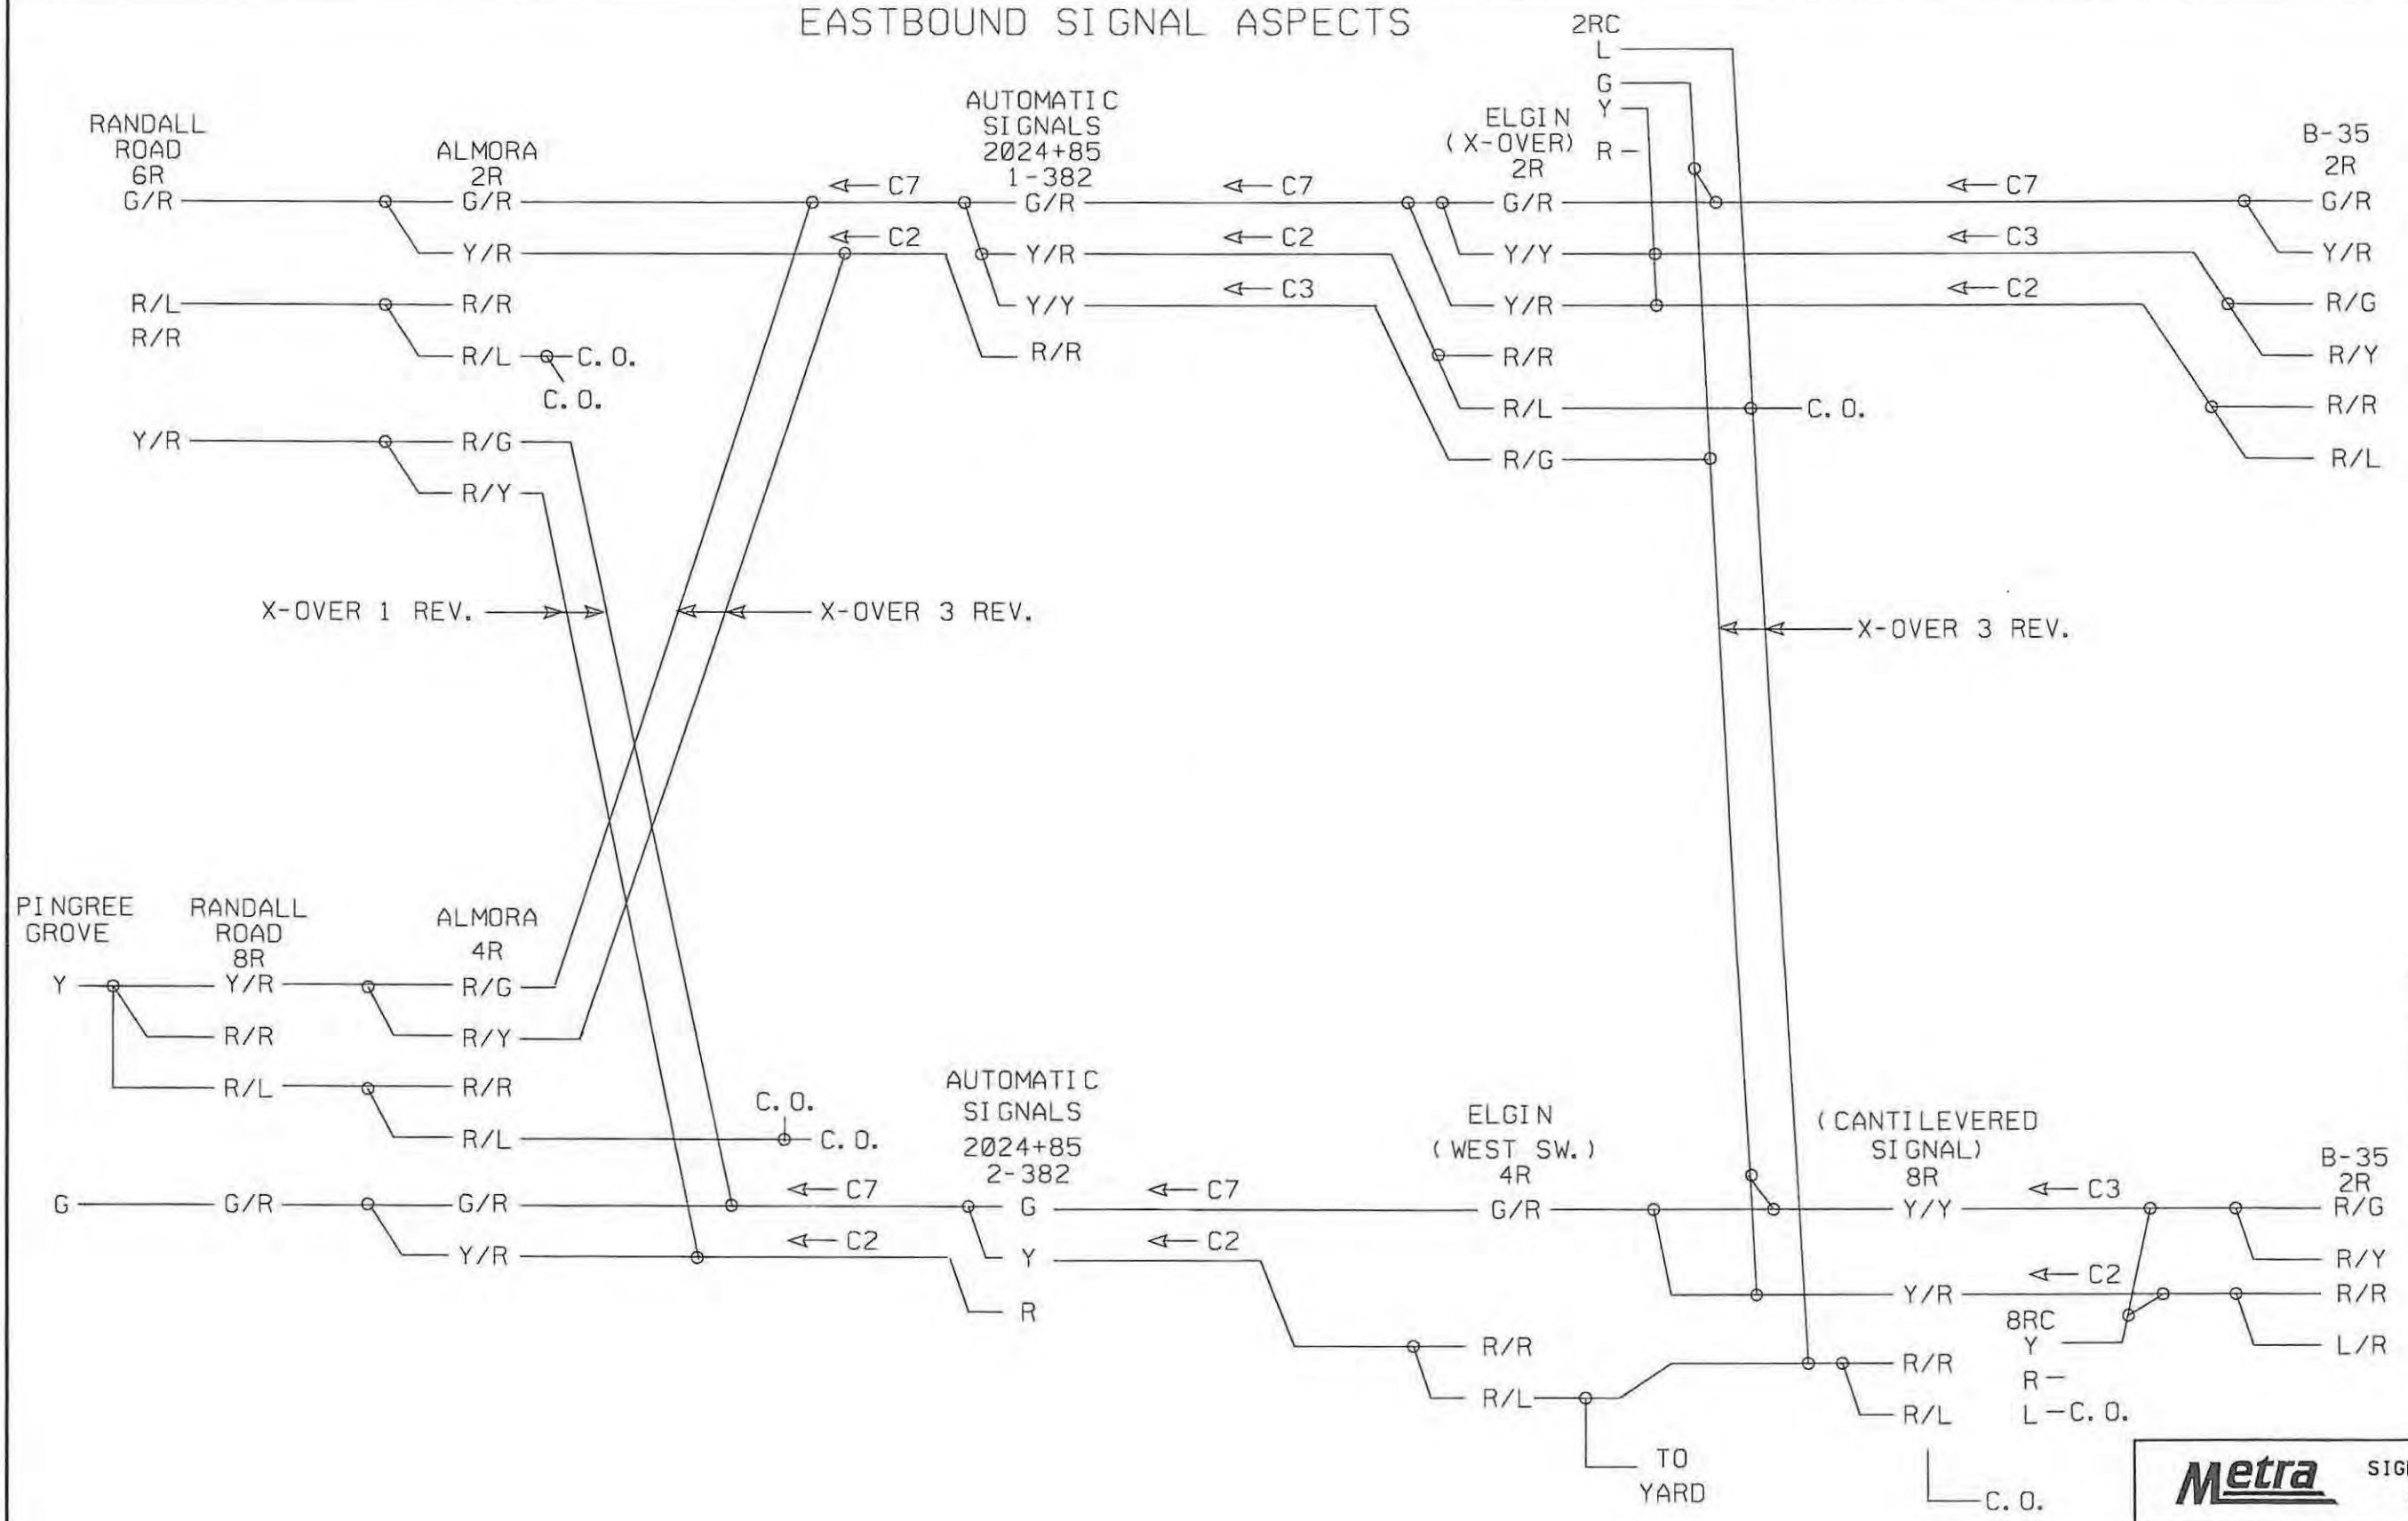 EASTBOUND SIGNAL ASPECTS
2RC
L
G
Y
R
RANDALL
ROAD
6R
G/R
R/L
R/R
Y/R
ALMORA
2R
G/R
Y/R
R/R
R/L
C.O.
C.O.
R/G
R/Y
C7
C2
AUTOMATIC
SIGNALS
2024+85
1-382
G/R
Y/R
Y/Y
R/R
C7
C2
C3
ELGIN
(X-OVER)
2R
G/R
Y/Y
Y/R
R/R
R/L
R/G
C.O.
C7
C3
C2
B-35
2R
G/R
Y/R
R/G
R/Y
R/R
R/L
X-OVER 1 REV.
X-OVER 3 REV.
X-OVER 3 REV.
PINGREE
GROVE
Y
G
RANDALL
ROAD
8R
Y/R
R/R
R/L
G/R
ALMORA
4R
R/G
R/Y
R/R
R/L
G/R
Y/R
C.O.
C.O.
C7
C2
AUTOMATIC
SIGNALS
2024+85
2-382
G
Y
R
C7
C2
ELGIN
(WEST SW.)
4R
G/R
R/R
R/L
TO
YARD
(CANTILEVERED
SIGNAL)
8R
Y/Y
Y/R
R/R
R/L
C.O.
C3
C2
8RC
Y
R
L
C.O.
B-35
2R
R/G
R/Y
R/R
L/R
Metra